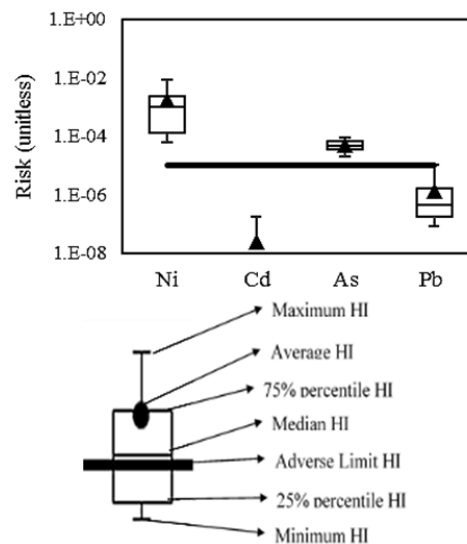 1.E+00
1.E-02
1.E-04
1.E-06
1.E-08
Risk (unitless)
Ni Cd As Pb
Maximum HI
Average HI
75% percentile HI
Median HI
Adverse Limit HI
25% percentile HI
Minimum HI